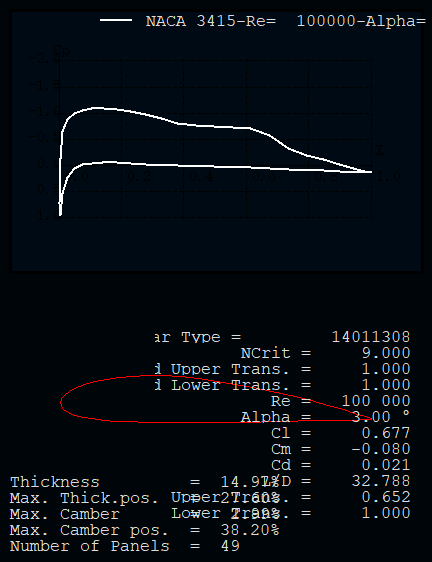 NACA 3415-Re= 100000-Alpha=
ar Type = 14011308
NCrit = 9.000
d Upper Trans. = 1.000
d Lower Trans. = 1.000
Re = 100 000
Alpha = 3.00 °
Cl = 0.677
Cm = -0.080
Cd = 0.021
L/D = 32.788
Upper Trans. = 0.652
Lower Trans. = 1.000
Thickness = 14.97%
Max. Thick.pos. = 27.60%
Max. Camber = 2.99%
Max. Camber pos. = 38.20%
Number of Panels = 49